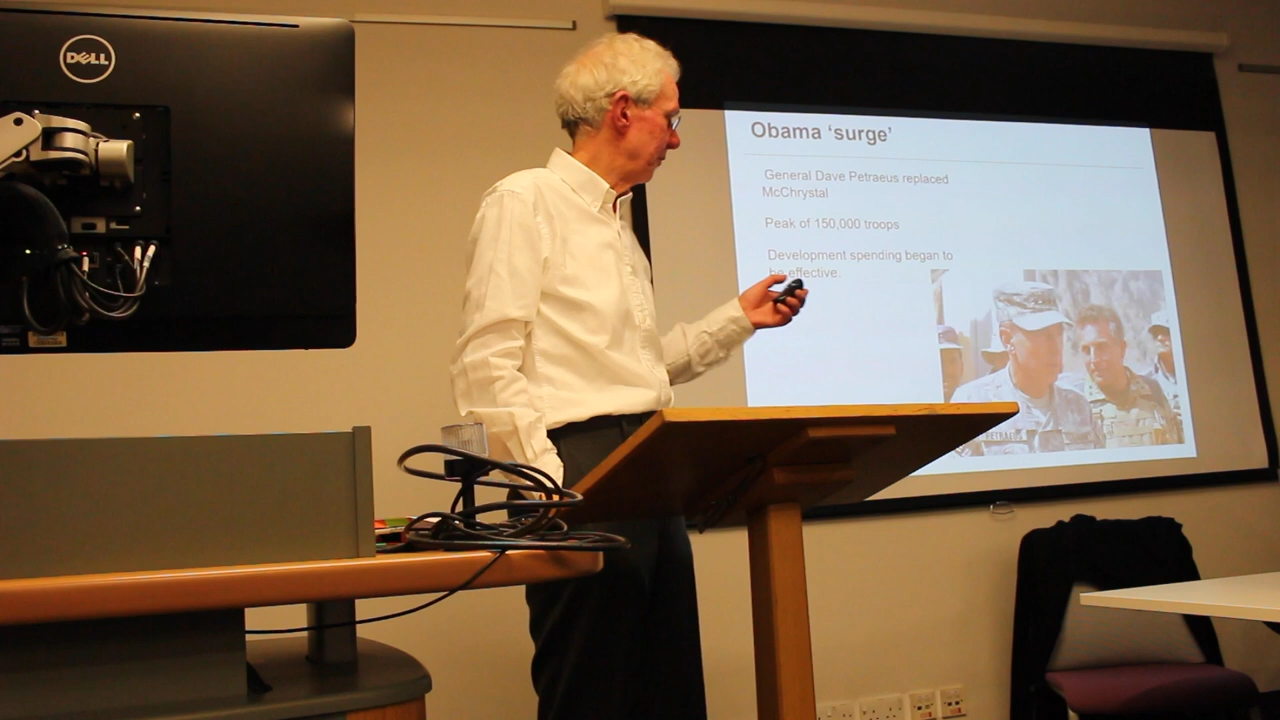 DELL
Obama ‘surge’
General Dave Petraeus replaced
McChrystal
Peak of 150,000 troops
Development spending began to
be effective.
PETRAEUS